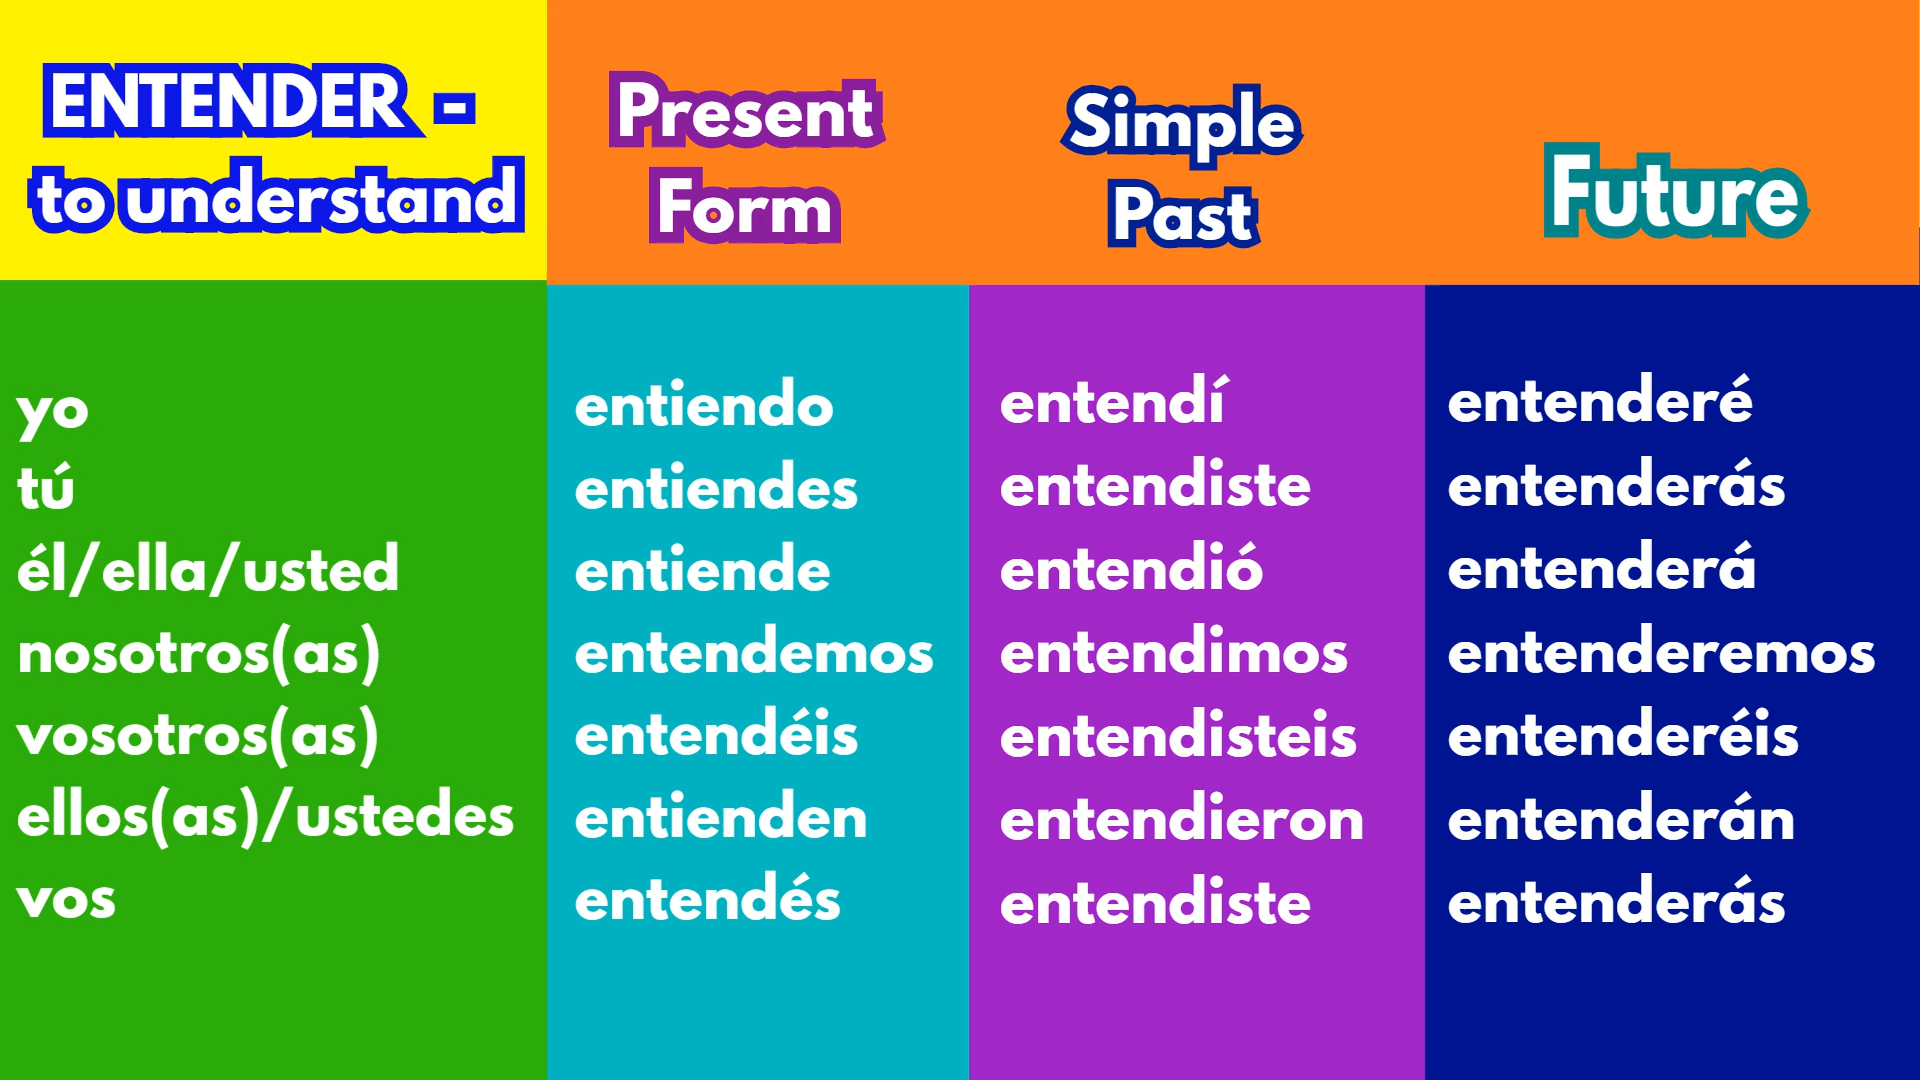 ENTENDER -
to understand
Present
Form
Simple
Past
Future
yo
tú
él/ella/usted
nosotros(as)
vosotros(as)
ellos(as)/ustedes
vos
entiendo
entiendes
entiende
entendemos
entendéis
entienden
entendés
entendí
entendiste
entendió
entendimos
entendisteis
entendieron
entendiste
entenderé
entenderás
entenderá
entenderemos
entenderéis
entenderán
entenderás